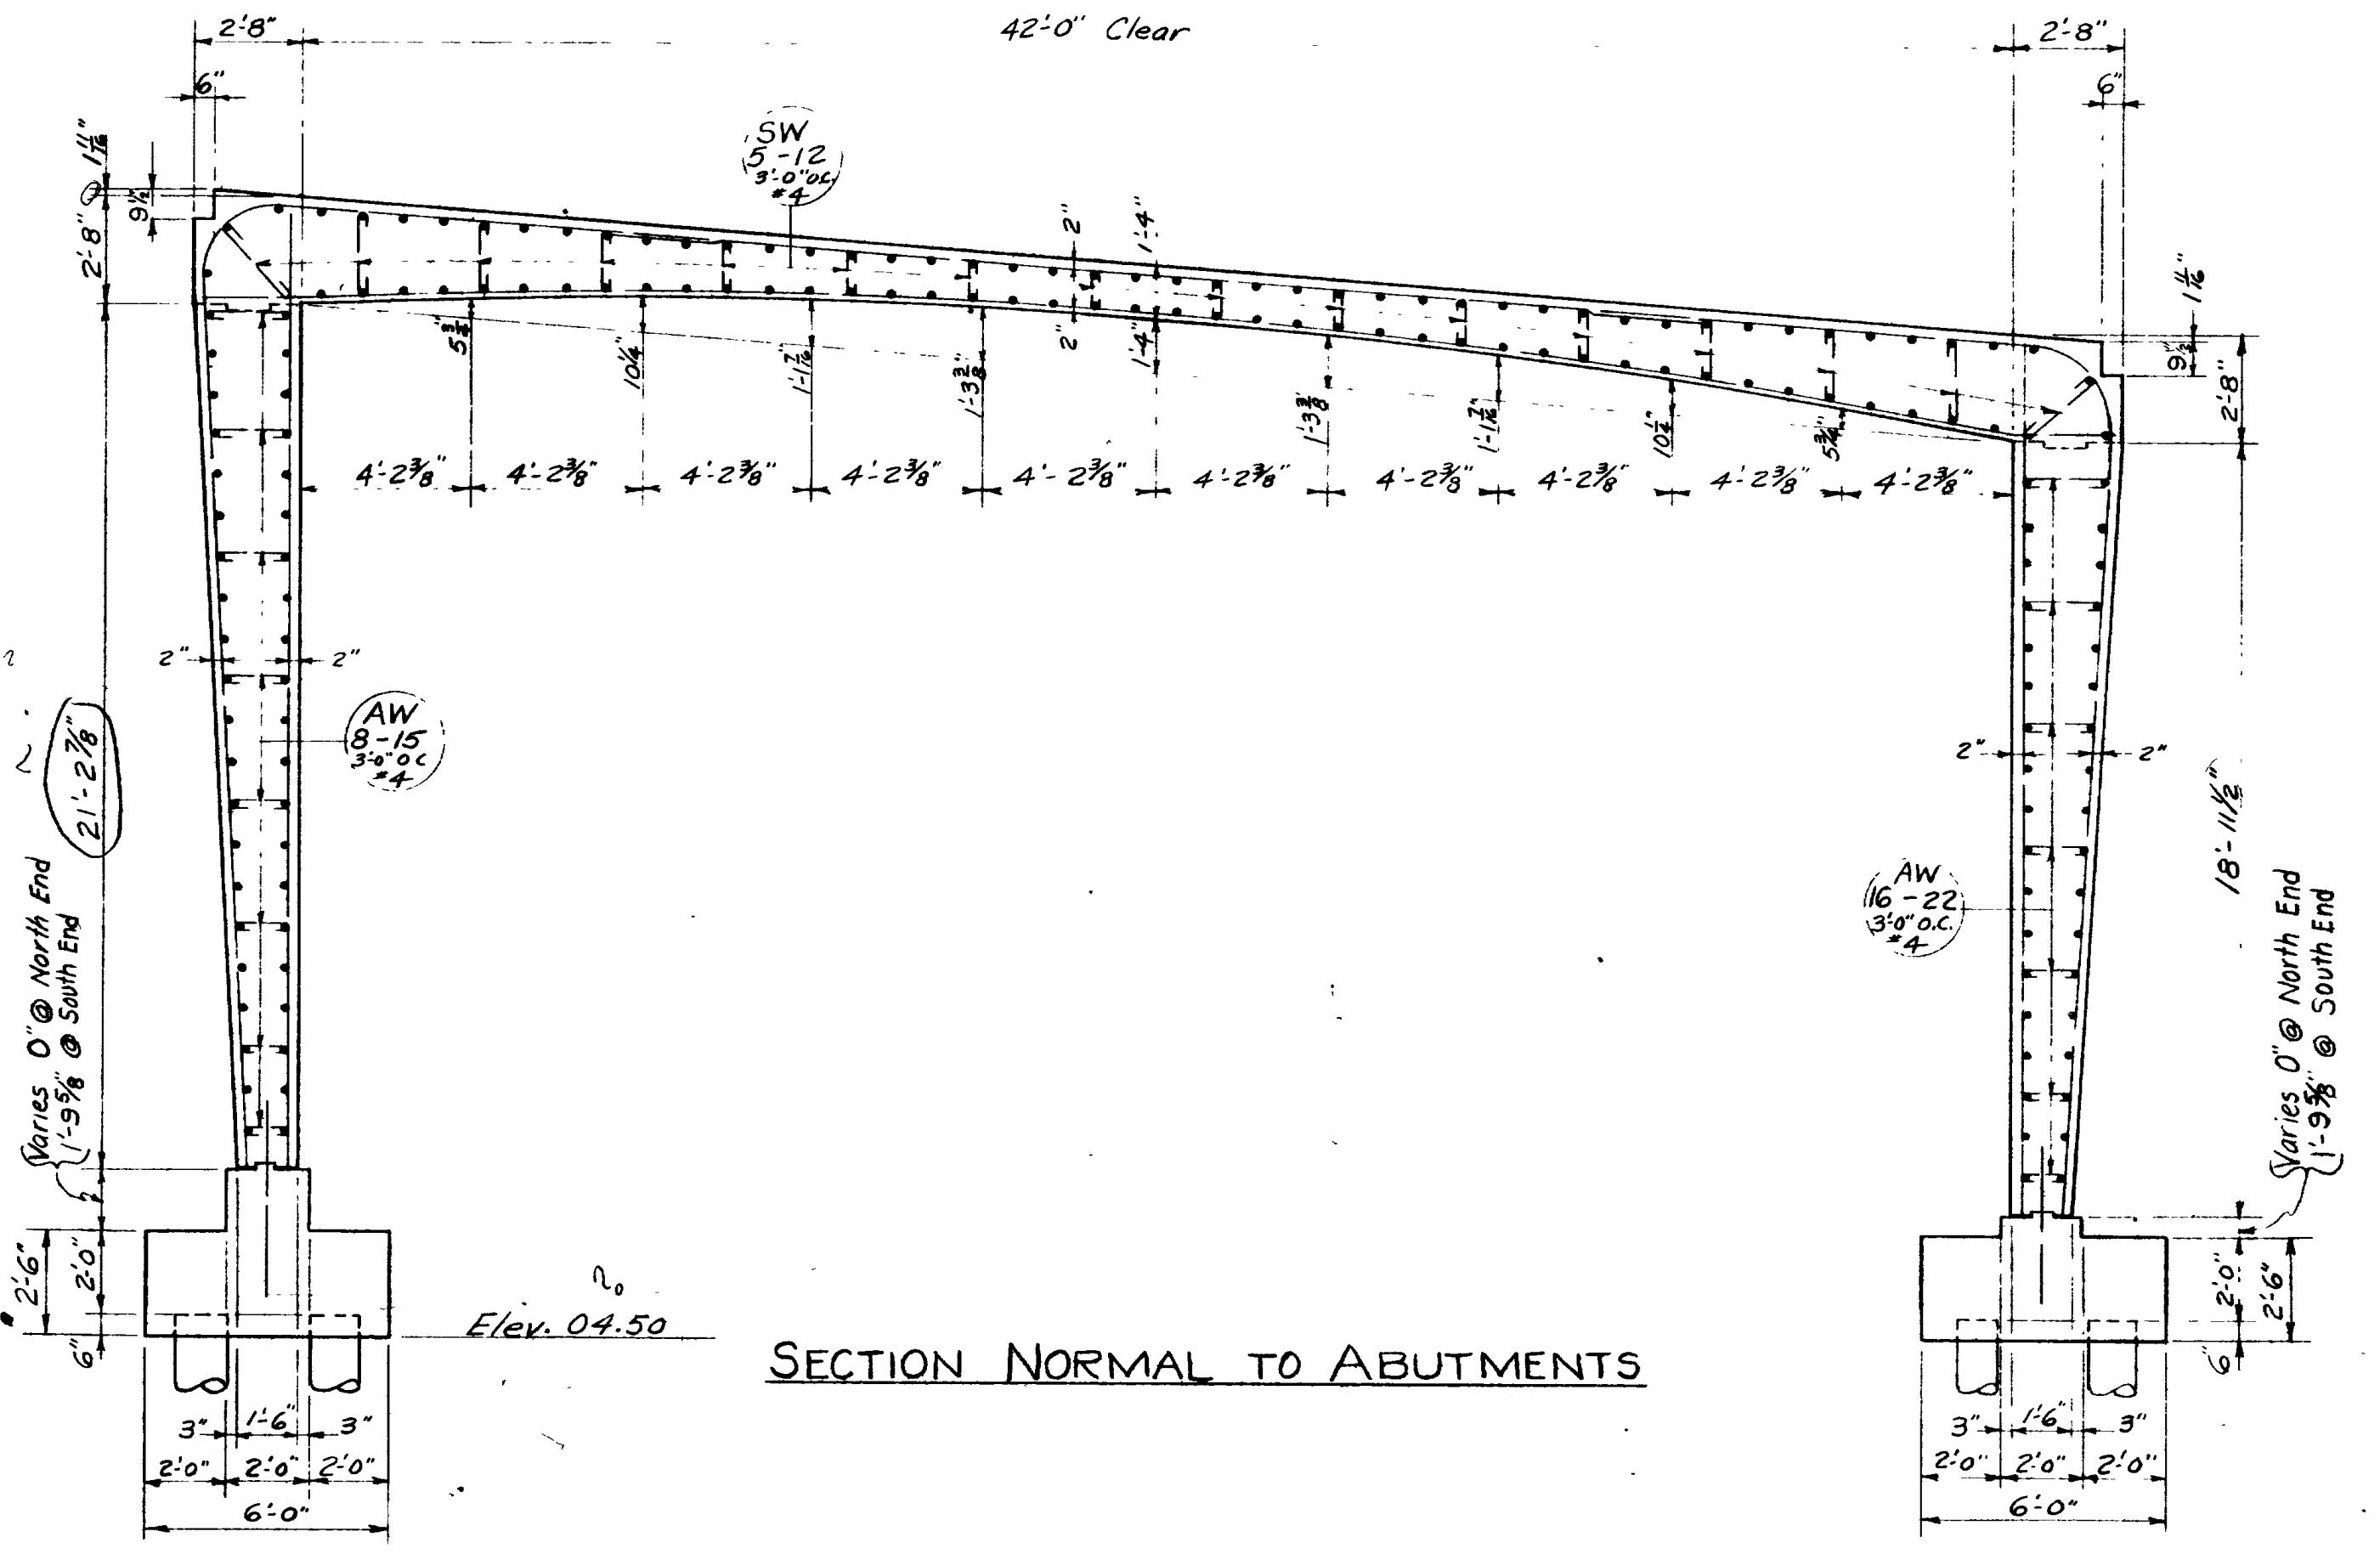 2'-8"
42'-0" Clear
2'-8"
6"
6"
1 11/16"
9 1/2"
2'-8"
SW
5-12
3'-0" o.c.
#4
2"
1'-4"
2"
1'-4"
1 11/16"
9 1/2"
2'-8"
5 3/4"
10 1/4"
1'-1 7/16"
1'-3 3/8"
1'-3 3/8"
1'-1 7/16"
10 1/4"
5 3/4"
4'-2 3/8" 4'-2 3/8" 4'-2 3/8" 4'-2 3/8" 4'-2 3/8" 4'-2 3/8" 4'-2 3/8" 4'-2 3/8" 4'-2 3/8" 4'-2 3/8"
2" 2"
AW
8-15
3'-0" O C
#4
21'-2 7/8"
2" 2"
18'-11 1/2"
AW
16-22
3'-0" O.C.
#4
Varies 0" @ North End
1'-9 5/8" @ South End
Varies 0" @ North End
1'-9 5/8" @ South End
2'-6"
2'-0"
6"
Elev. 04.50
SECTION NORMAL TO ABUTMENTS
2'-0"
2'-6"
6"
3" 1'-6" 3"
2'-0" 2'-0" 2'-0"
6'-0"
3" 1'-6" 3"
2'-0" 2'-0" 2'-0"
6'-0"